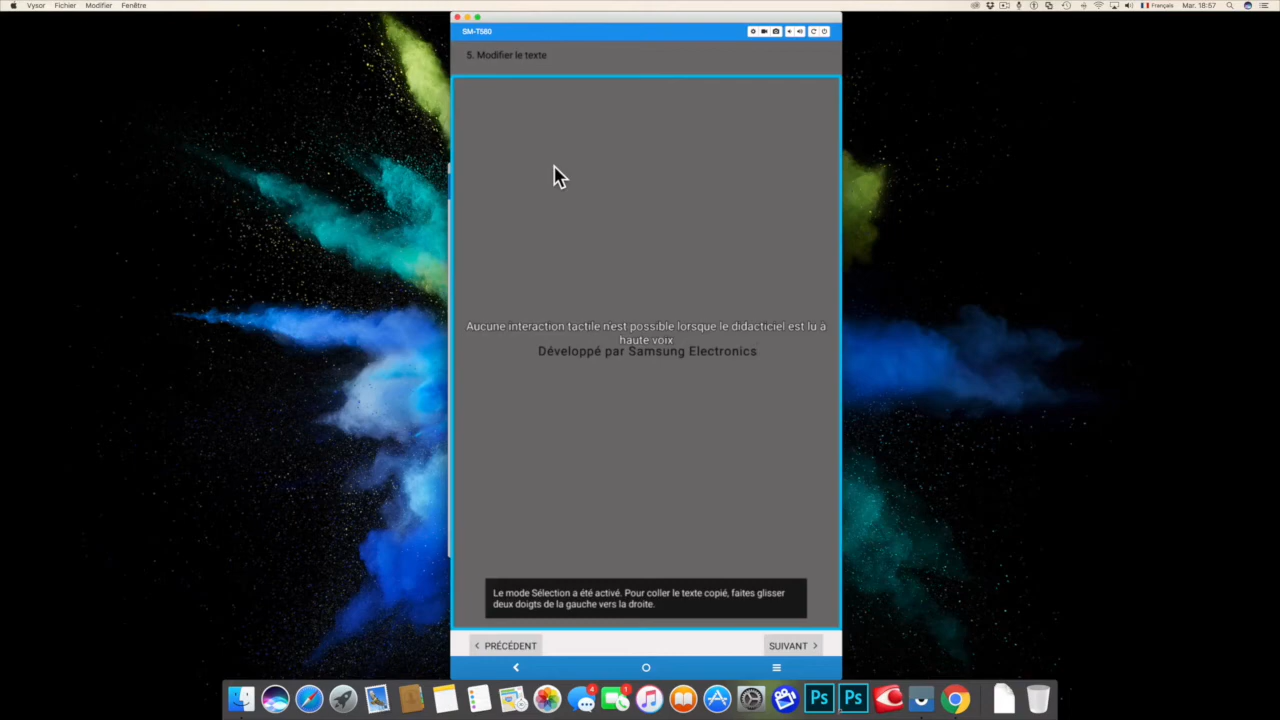 Vysor Fichier Modifier Fenêtre Français Mar. 18:57
SM-T580
5. Modifier le texte
Aucune interaction tactile n'est possible lorsque le didacticiel est lu à
haute voix
Développé par Samsung Electronics
Le mode Sélection a été activé. Pour coller le texte copié, faites glisser
deux doigts de la gauche vers la droite.
PRÉCÉDENT SUIVANT
4 1 Ps Ps